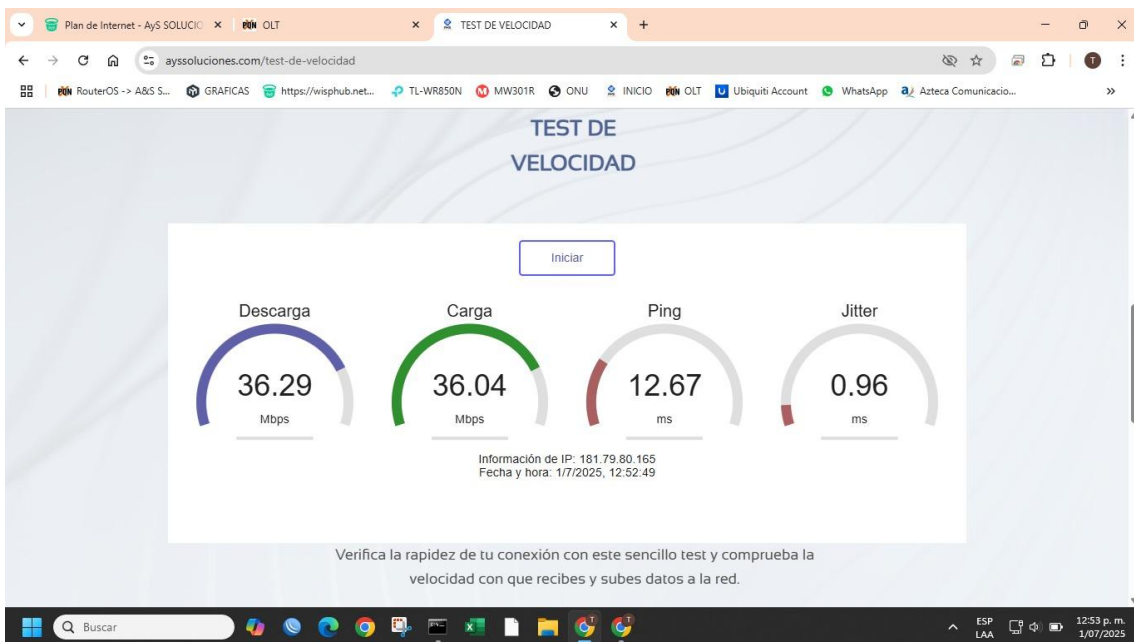 Plan de Internet - AyS SOLUCIO
OLT
TEST DE VELOCIDAD
ayssoluciones.com/test-de-velocidad
RouterOS -> A&S S...
GRAFICAS
https://wisphub.net...
TL-WR850N
MW301R
ONU
INICIO
OLT
Ubiquiti Account
WhatsApp
Azteca Comunicacio...
»
TEST DE
VELOCIDAD
Iniciar
Descarga
36.29
Mbps
Carga
36.04
Mbps
Ping
12.67
ms
Jitter
0.96
ms
Información de IP: 181.79.80.165
Fecha y hora: 1/7/2025, 12:52:49
Verifica la rapidez de tu conexión con este sencillo test y comprueba la
velocidad con que recibes y subes datos a la red.
Buscar
ESP
LAA
12:53 p. m.
1/07/2025